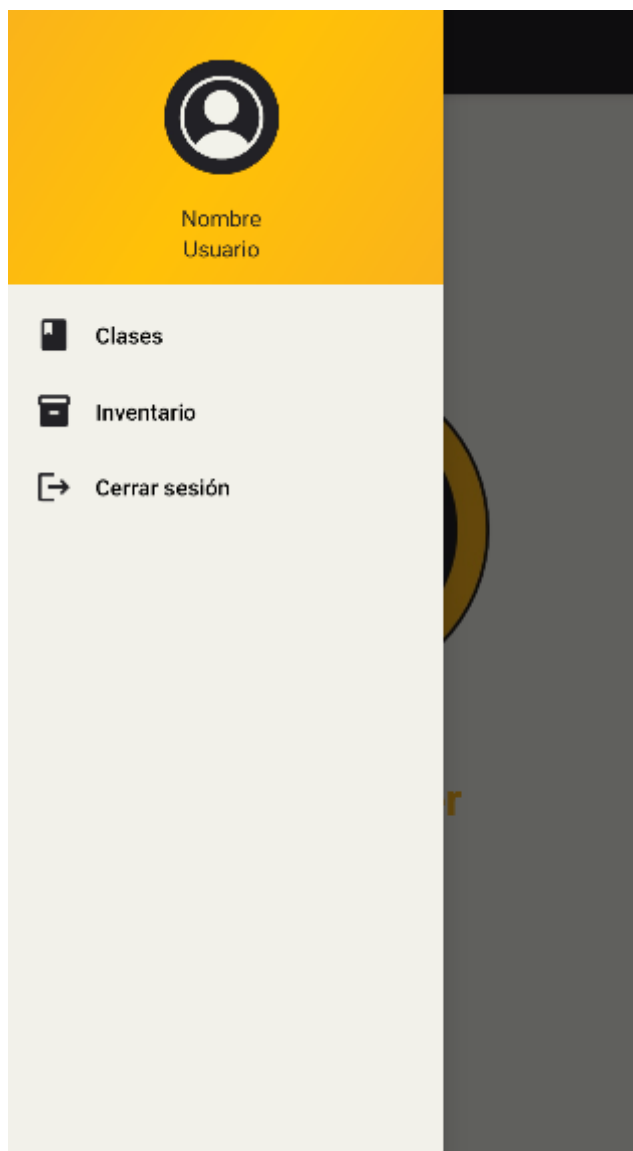 Nombre
Usuario
Clases
Inventario
Cerrar sesión
r